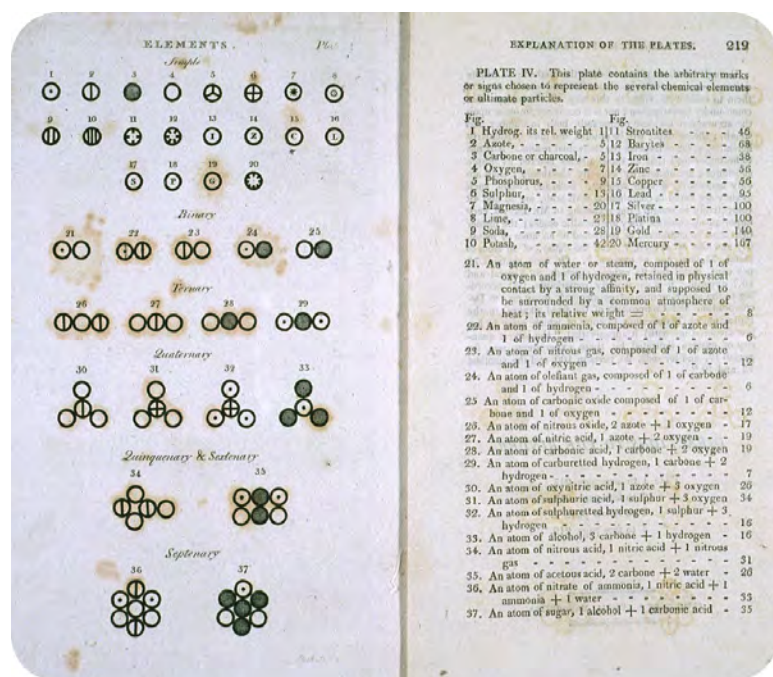 ELEMENTS.
Simple
1 2 3 4 5 6 7 8
9 10 11 12 13 14 15 16
I Z C L
17 18 19 20
S P G
Binary
21 22 23 24 25
Ternary
26 27 28 29
Quaternary
30 31 32 33
Quinquenary & Sextenary
34 35
Septenary
36 37
EXPLANATION OF THE PLATES. 219
PLATE IV. This plate contains the arbitrary marks
or signs chosen to represent the several chemical elements
or ultimate particles.
Fig. Fig.
1 Hydrog. its rel. weight 1 11 Strontites - - - 46
2 Azote, - - - - 5 12 Barytes - - - - 68
3 Carbone or charcoal, - 5 13 Iron - - - - 38
4 Oxygen, - - - - 7 14 Zinc - - - - 56
5 Phosphorus, - - - 9 15 Copper - - - - 56
6 Sulphur, - - - - 13 16 Lead - - - - 95
7 Magnesia, - - - 20 17 Silver - - - - 100
8 Lime, - - - - 23 18 Platina - - - - 100
9 Soda, - - - - 28 19 Gold - - - - 140
10 Potash, - - - - 42 20 Mercury - - - - 167
21. An atom of water or steam, composed of 1 of
oxygen and 1 of hydrogen, retained in physical
contact by a strong affinity, and supposed to
be surrounded by a common atmosphere of
heat; its relative weight = - - - 8
22. An atom of ammonia, composed of 1 of azote and
1 of hydrogen - - - - - - 6
23. An atom of nitrous gas, composed of 1 of azote
and 1 of oxygen - - - - - - 12
24. An atom of olefiant gas, composed of 1 of carbone
and 1 of hydrogen - - - - - - 6
25 An atom of carbonic oxide composed of 1 of car-
bone and 1 of oxygen - - - - - 12
26. An atom of nitrous oxide, 2 azote + 1 oxygen - 17
27. An atom of nitric acid, 1 azote + 2 oxygen - - 19
28. An atom of carbonic acid, 1 carbone + 2 oxygen 19
29. An atom of carburetted hydrogen, 1 carbone + 2
hydrogen - - - - - - - 7
30. An atom of oxynitric acid, 1 azote + 3 oxygen 26
31. An atom of sulphuric acid, 1 sulphur + 3 oxygen 34
32. An atom of sulphuretted hydrogen, 1 sulphur + 3
hydrogen - - - - - - - 16
33. An atom of alcohol, 3 carbone + 1 hydrogen - 16
34. An atom of nitrous acid, 1 nitric acid + 1 nitrous
gas - - - - - - - - 31
35. An atom of acetous acid, 2 carbone + 2 water - 26
36. An atom of nitrate of ammonia, 1 nitric acid + 1
ammonia + 1 water - - - - - 33
37. An atom of sugar, 1 alcohol + 1 carbonic acid - 35